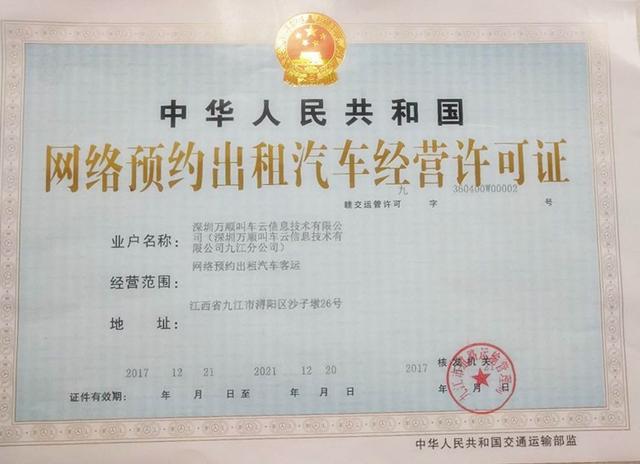 中华人民共和国
网络预约出租汽车经营许可证
九 360400W00002
赣交运管许可 字 号
业户名称： 深圳万顺叫车云信息技术有限公
司（深圳万顺叫车云信息技术有
限公司九江分公司）
经营范围： 网络预约出租汽车客运
地 址： 江西省九江市浔阳区沙子墩26号
核发机关
2017 12 21 2021 12 20 2017
证件有效期： 年 月 日至 年 月 日 年 月 日
中华人民共和国交通运输部监